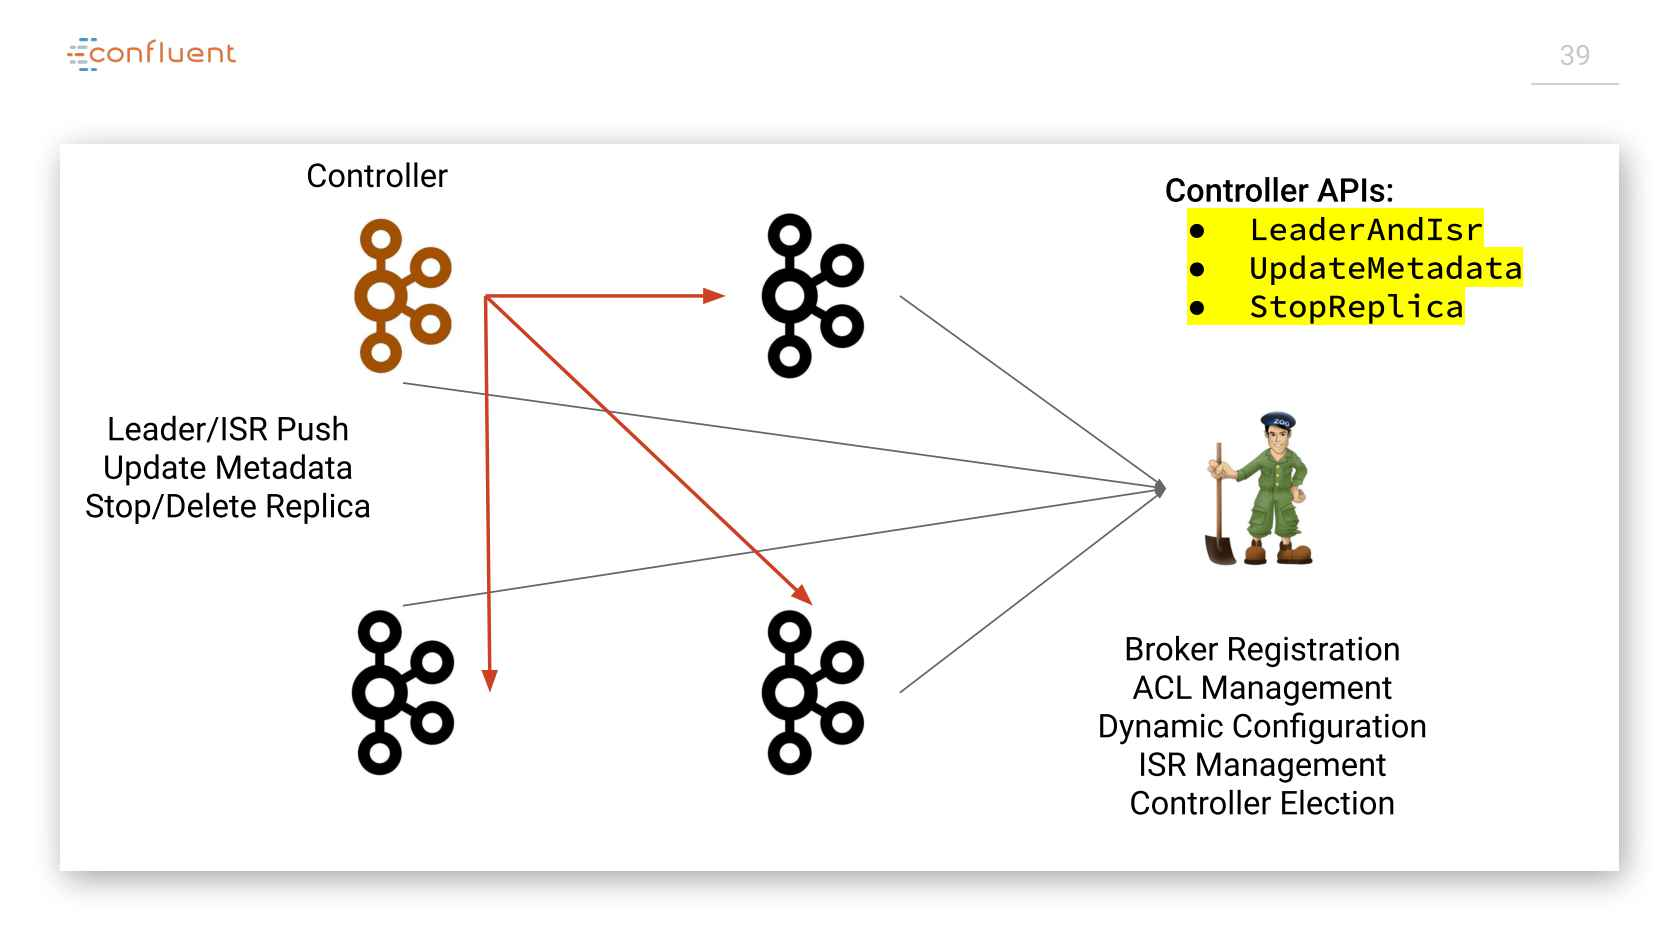 confluent
39
Controller
Controller APIs:
● LeaderAndIsr
● UpdateMetadata
● StopReplica
Leader/ISR Push
Update Metadata
Stop/Delete Replica
ZOO
Broker Registration
ACL Management
Dynamic Configuration
ISR Management
Controller Election